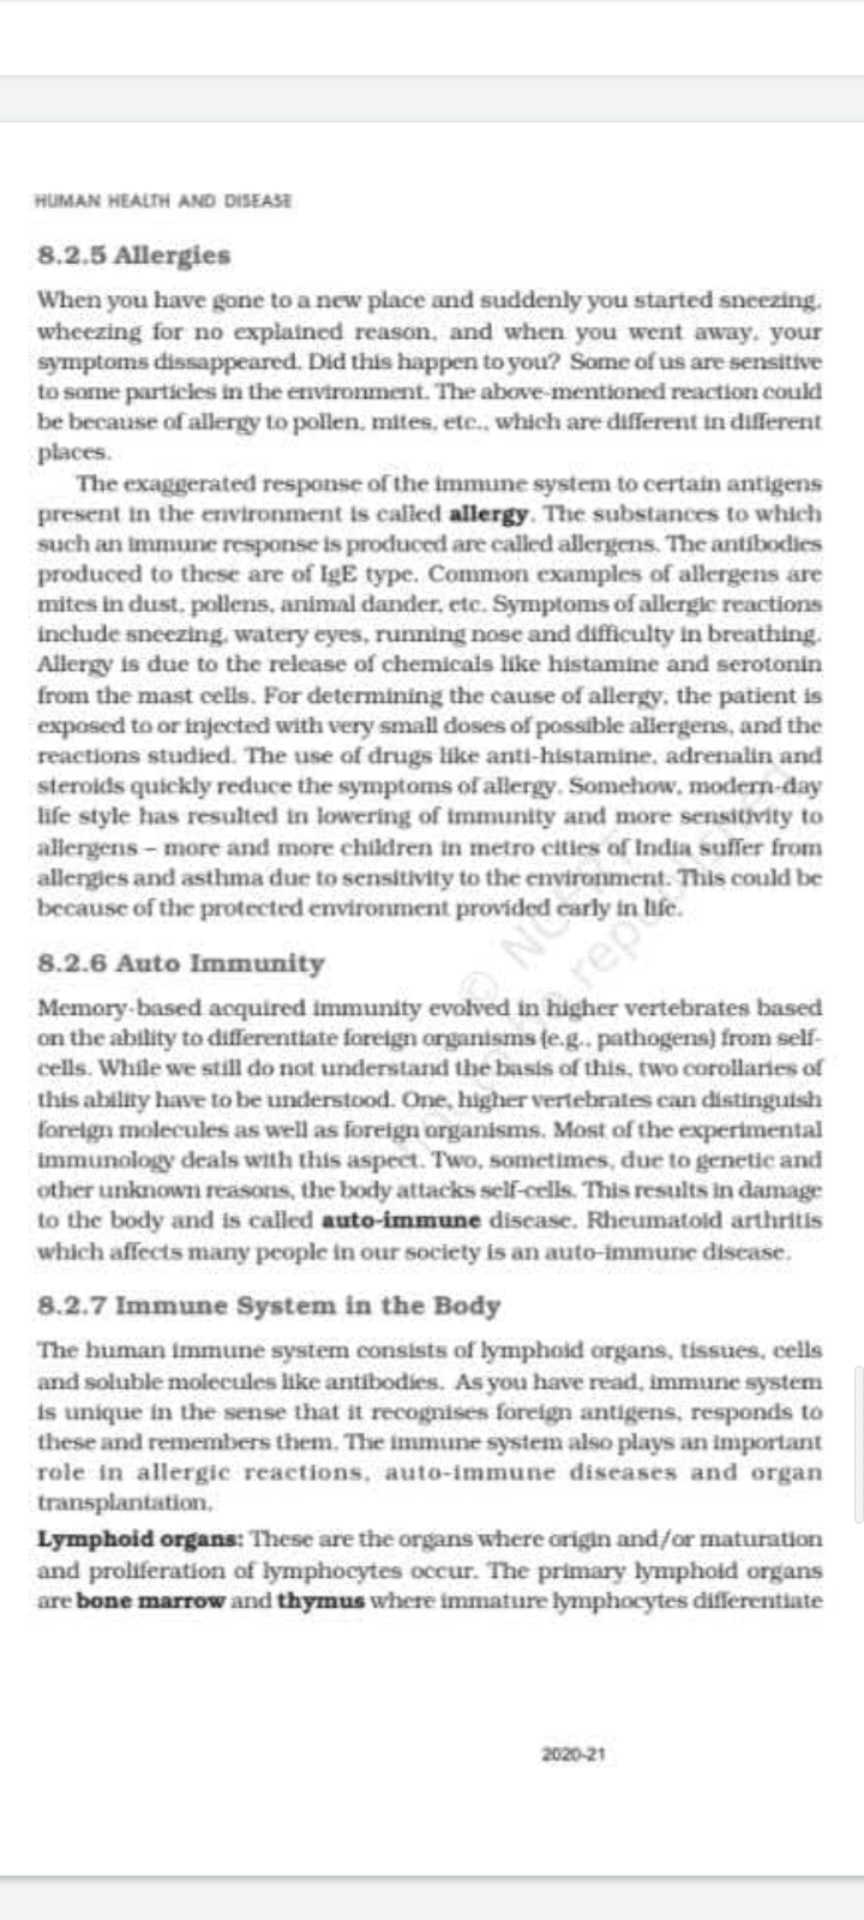 HUMAN HEALTH AND DISEASE
8.2.5 Allergies
When you have gone to a new place and suddenly you started sneezing,
wheezing for no explained reason, and when you went away, your
symptoms dissappeared. Did this happen to you? Some of us are sensitive
to some particles in the environment. The above-mentioned reaction could
be because of allergy to pollen, mites, etc., which are different in different
places.
The exaggerated response of the immune system to certain antigens
present in the environment is called allergy. The substances to which
such an immune response is produced are called allergens. The antibodies
produced to these are of IgE type. Common examples of allergens are
mites in dust, pollens, animal dander, etc. Symptoms of allergic reactions
include sneezing, watery eyes, running nose and difficulty in breathing.
Allergy is due to the release of chemicals like histamine and serotonin
from the mast cells. For determining the cause of allergy, the patient is
exposed to or injected with very small doses of possible allergens, and the
reactions studied. The use of drugs like anti-histamine, adrenalin and
steroids quickly reduce the symptoms of allergy. Somehow, modern-day
life style has resulted in lowering of immunity and more sensitivity to
allergens – more and more children in metro cities of India suffer from
allergies and asthma due to sensitivity to the environment. This could be
because of the protected environment provided early in life.
8.2.6 Auto Immunity
Memory-based acquired immunity evolved in higher vertebrates based
on the ability to differentiate foreign organisms (e.g., pathogens) from self-
cells. While we still do not understand the basis of this, two corollaries of
this ability have to be understood. One, higher vertebrates can distinguish
foreign molecules as well as foreign organisms. Most of the experimental
immunology deals with this aspect. Two, sometimes, due to genetic and
other unknown reasons, the body attacks self-cells. This results in damage
to the body and is called auto-immune disease. Rheumatoid arthritis
which affects many people in our society is an auto-immune disease.
8.2.7 Immune System in the Body
The human immune system consists of lymphoid organs, tissues, cells
and soluble molecules like antibodies. As you have read, immune system
is unique in the sense that it recognises foreign antigens, responds to
these and remembers them. The immune system also plays an important
role in allergic reactions, auto-immune diseases and organ
transplantation.
Lymphoid organs: These are the organs where origin and/or maturation
and proliferation of lymphocytes occur. The primary lymphoid organs
are bone marrow and thymus where immature lymphocytes differentiate
2020-21